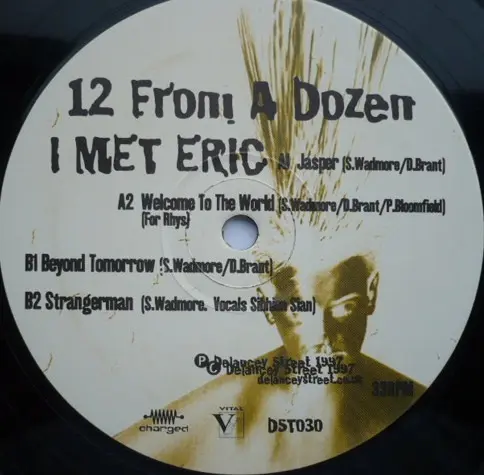 12 From A Dozen
I MET ERIC A1 Jasper (S.Wadmore/D.Brant)
A2 Welcome To The World (S.Wadmore/D.Brant/P.Bloomfield)
(For Rhys)
B1 Beyond Tomorrow (S.Wadmore/D.Brant)
B2 Strangerman (S.Wadmore. Vocals Sian)
P Delancey Street 1997
C Delancey Street 1997
delanceystreet.co.uk
33RPM
charged
VITAL
V
DST030